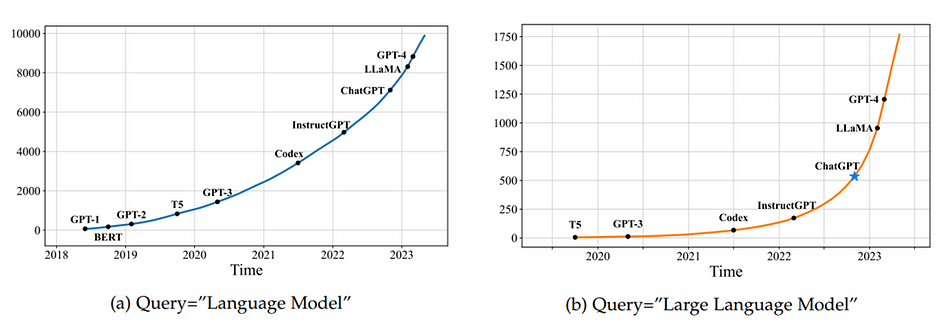 10000
8000
6000
4000
2000
0
GPT-1
BERT
GPT-2
T5
GPT-3
Codex
InstructGPT
ChatGPT
LLaMA
GPT-4
2018
2019
2020
2021
2022
2023
Time
(a) Query=”Language Model”
1750
1500
1250
1000
750
500
250
0
T5
GPT-3
Codex
InstructGPT
ChatGPT
LLaMA
GPT-4
2020
2021
2022
2023
Time
(b) Query=”Large Language Model”